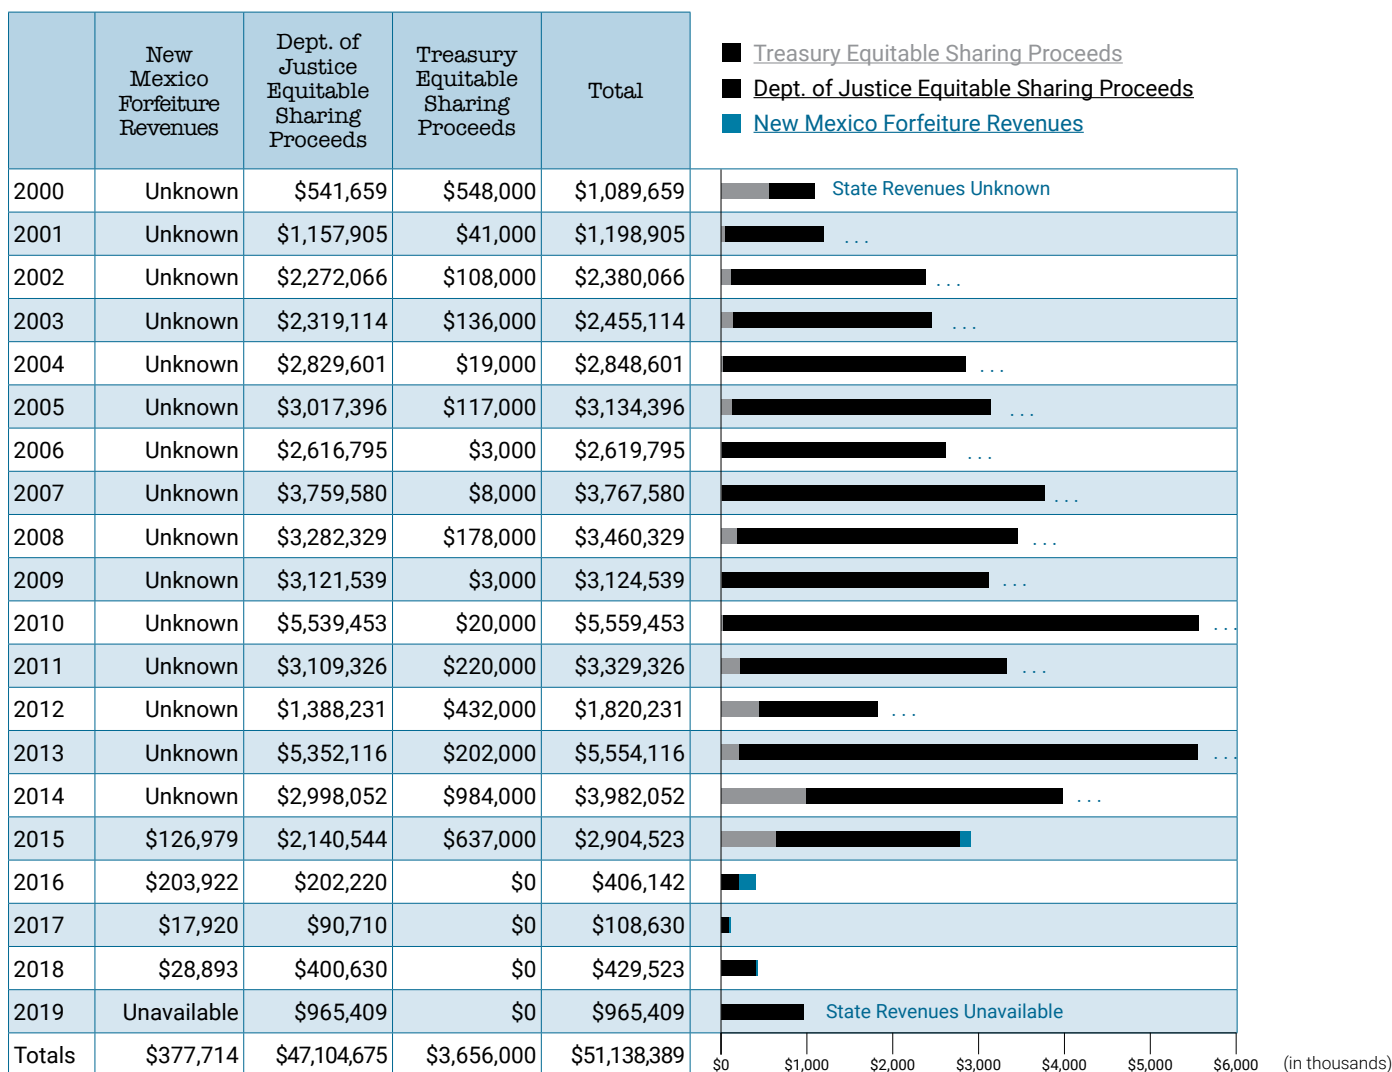 New Mexico Forfeiture Revenues
Dept. of Justice Equitable Sharing Proceeds
Treasury Equitable Sharing Proceeds
Total
Treasury Equitable Sharing Proceeds
Dept. of Justice Equitable Sharing Proceeds
New Mexico Forfeiture Revenues
2000 Unknown $541,659 $548,000 $1,089,659 State Revenues Unknown
2001 Unknown $1,157,905 $41,000 $1,198,905 ...
2002 Unknown $2,272,066 $108,000 $2,380,066 ...
2003 Unknown $2,319,114 $136,000 $2,455,114 ...
2004 Unknown $2,829,601 $19,000 $2,848,601 ...
2005 Unknown $3,017,396 $117,000 $3,134,396 ...
2006 Unknown $2,616,795 $3,000 $2,619,795 ...
2007 Unknown $3,759,580 $8,000 $3,767,580 ...
2008 Unknown $3,282,329 $178,000 $3,460,329 ...
2009 Unknown $3,121,539 $3,000 $3,124,539 ...
2010 Unknown $5,539,453 $20,000 $5,559,453 ...
2011 Unknown $3,109,326 $220,000 $3,329,326 ...
2012 Unknown $1,388,231 $432,000 $1,820,231 ...
2013 Unknown $5,352,116 $202,000 $5,554,116 ...
2014 Unknown $2,998,052 $984,000 $3,982,052 ...
2015 $126,979 $2,140,544 $637,000 $2,904,523
2016 $203,922 $202,220 $0 $406,142
2017 $17,920 $90,710 $0 $108,630
2018 $28,893 $400,630 $0 $429,523
2019 Unavailable $965,409 $0 $965,409 State Revenues Unavailable
Totals $377,714 $47,104,675 $3,656,000 $51,138,389
$0 $1,000 $2,000 $3,000 $4,000 $5,000 $6,000 (in thousands)